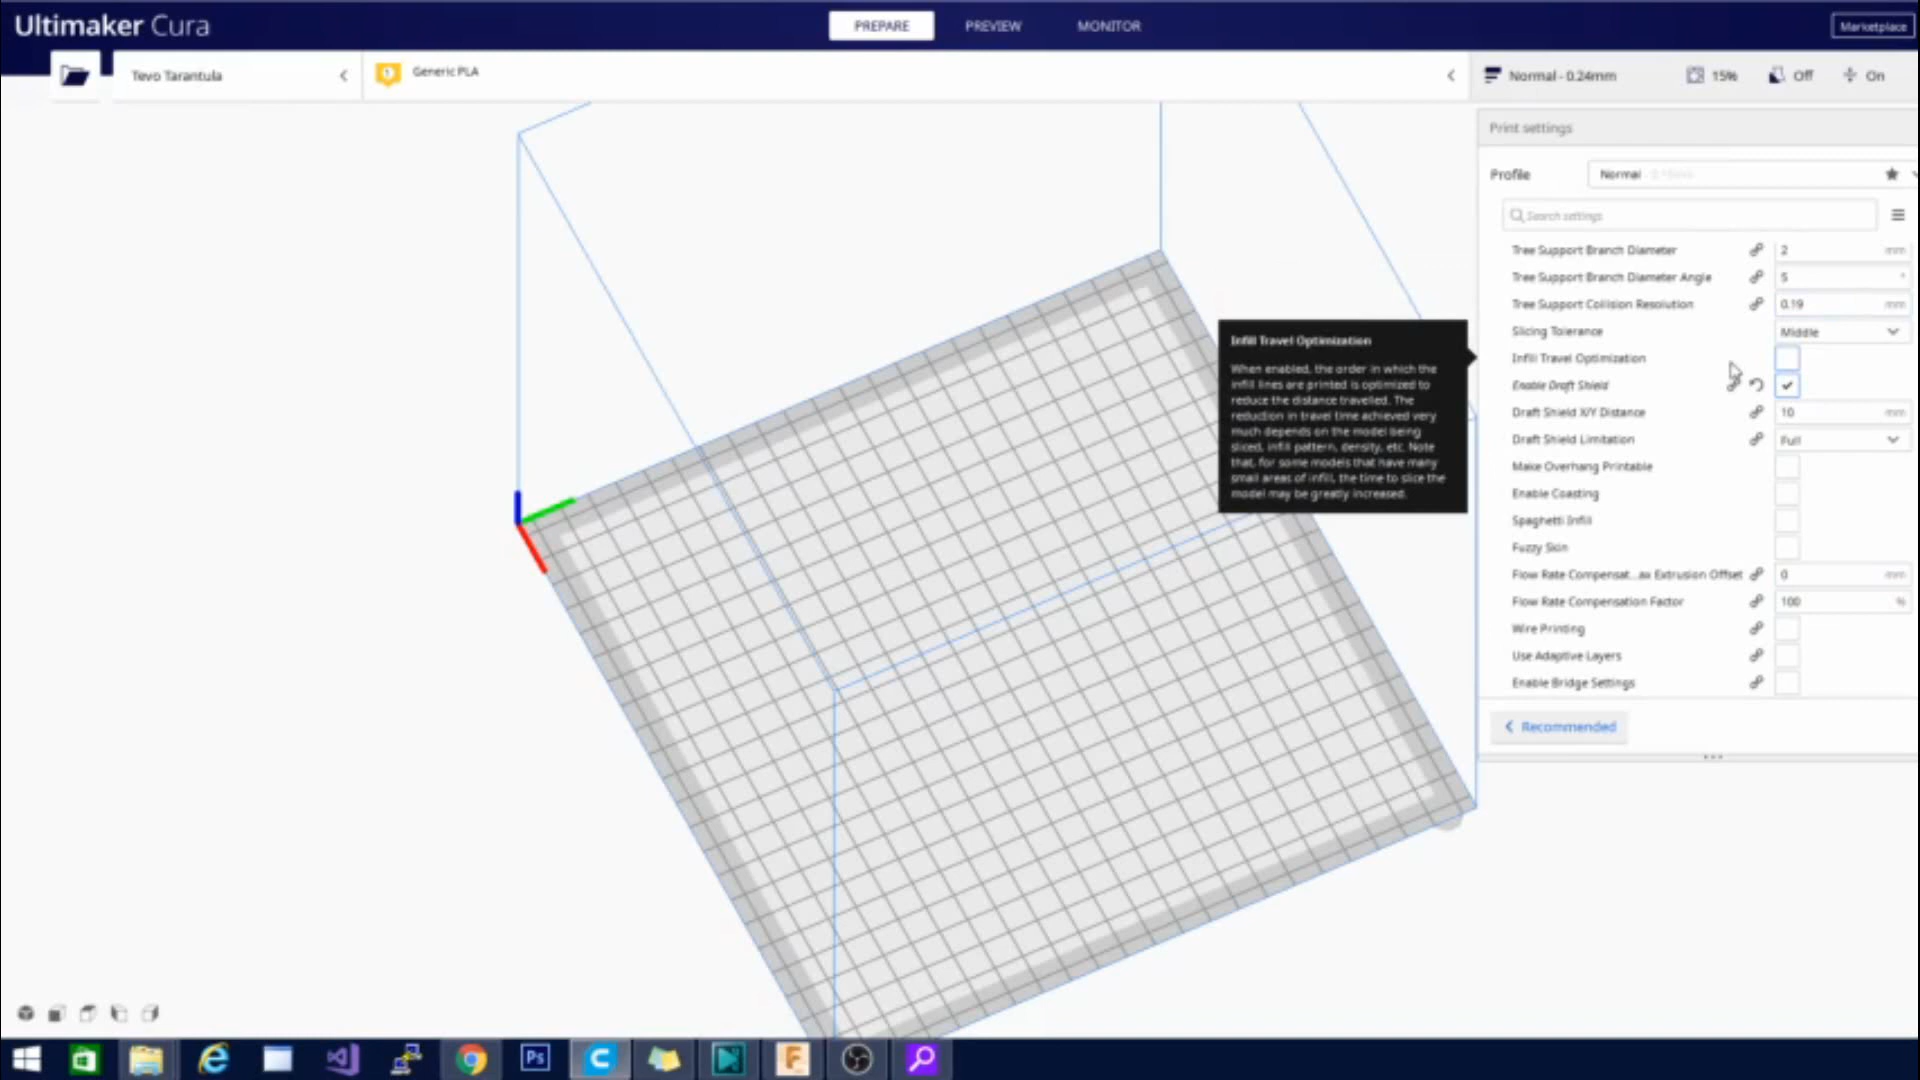 Ultimaker Cura
PREPARE
PREVIEW
MONITOR
Marketplace
Tevo Tarantula
Generic PLA
Normal - 0.24mm
15%
Off
On
Print settings
Profile
Normal
Search settings
Tree Support Branch Diameter
2
mm
Tree Support Branch Diameter Angle
5
°
Tree Support Collision Resolution
0.19
mm
Slicing Tolerance
Middle
Infill Travel Optimization
Enable Draft Shield
Draft Shield X/Y Distance
10
mm
Draft Shield Limitation
Full
Make Overhang Printable
Enable Coasting
Spaghetti Infill
Fuzzy Skin
Flow Rate Compensat...ax Extrusion Offset
0
mm
Flow Rate Compensation Factor
100
%
Wire Printing
Use Adaptive Layers
Enable Bridge Settings
Recommended
Infill Travel Optimization
When enabled, the order in which the
infill lines are printed is optimized to
reduce the distance travelled. The
reduction in travel time achieved very
much depends on the model being
sliced, infill pattern, density, etc. Note
that, for some models that have many
small areas of infill, the time to slice the
model may be greatly increased.
Ps
C
F